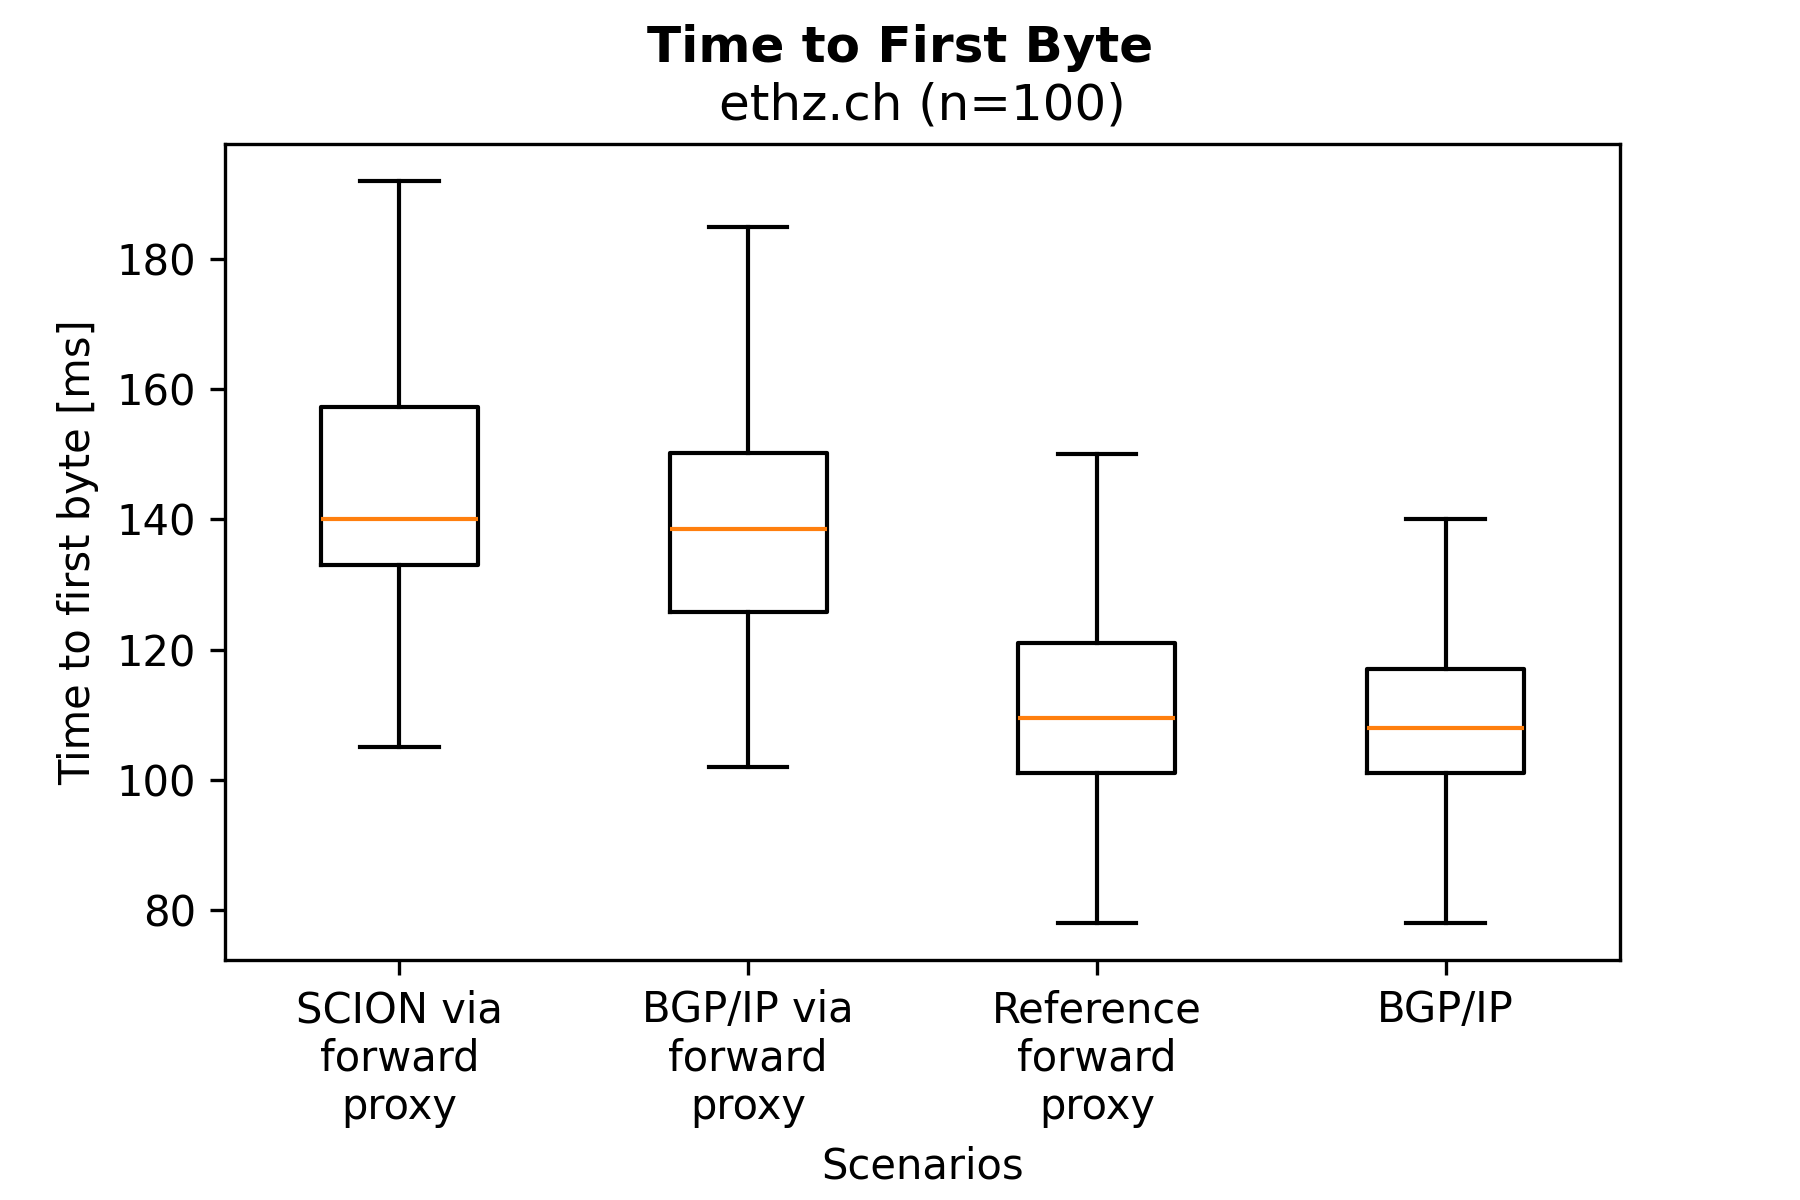 Time to First Byte
ethz.ch (n=100)
Time to first byte [ms]
180
160
140
120
100
80
SCION via
forward
proxy
BGP/IP via
forward
proxy
Reference
forward
proxy
BGP/IP
Scenarios